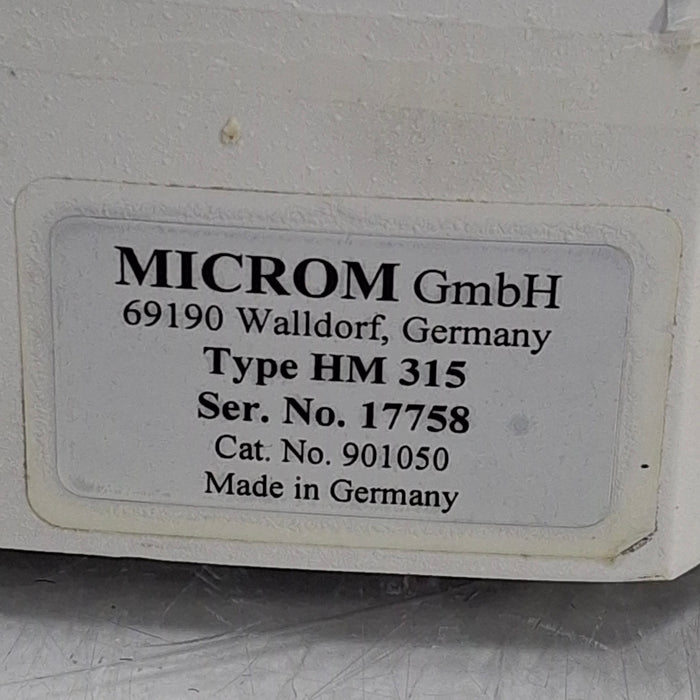 MICROM GmbH
69190 Walldorf, Germany
Type HM 315
Ser. No. 17758
Cat. No. 901050
Made in Germany